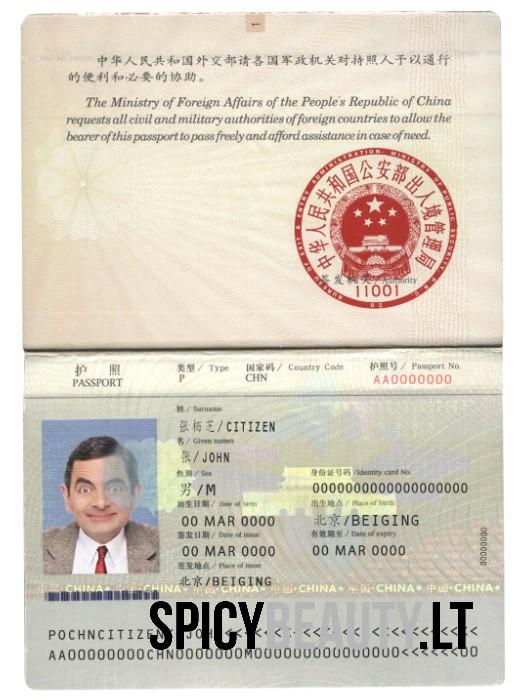 1
中华人民共和国外交部请各国军政机关对持照人予以通行
的便利和必要的协助。
The Ministry of Foreign Affairs of the People's Republic of China
requests all civil and military authorities of foreign countries to allow the
bearer of this passport to pass freely and afford assistance in case of need.
BUREAU OF EXIT & ENTRY ADMINISTRATION, MINISTRY OF PUBLIC SECURITY
中华人民共和国公安部出入境管理局
签发机关 / Authority
11001
02
护 照
PASSPORT
类型 / Type
国家码 / Country Code
护照号 / Passport No.
P
CHN
AA0000000
姓 / Surname
张栢芝/CITIZEN
名 / Given names
张/JOHN
性别 / Sex
身份证号码 /Identity card No.
男/M
000000000000000000
出生日期 / Date of birth
出生地点 / Place of birth
00 MAR 0000
北京/BEIGING
签发日期 / Date of issue
有效期至 / Date of expiry
00 MAR 0000
00 MAR 0000
签发地点 / Place of issue
北京/BEIGING
00000000
中国·CHINA·中国·CHINA·中国·CHINA·中国·CHINA·中国·CHINA
SPICYBEAUTY.LT